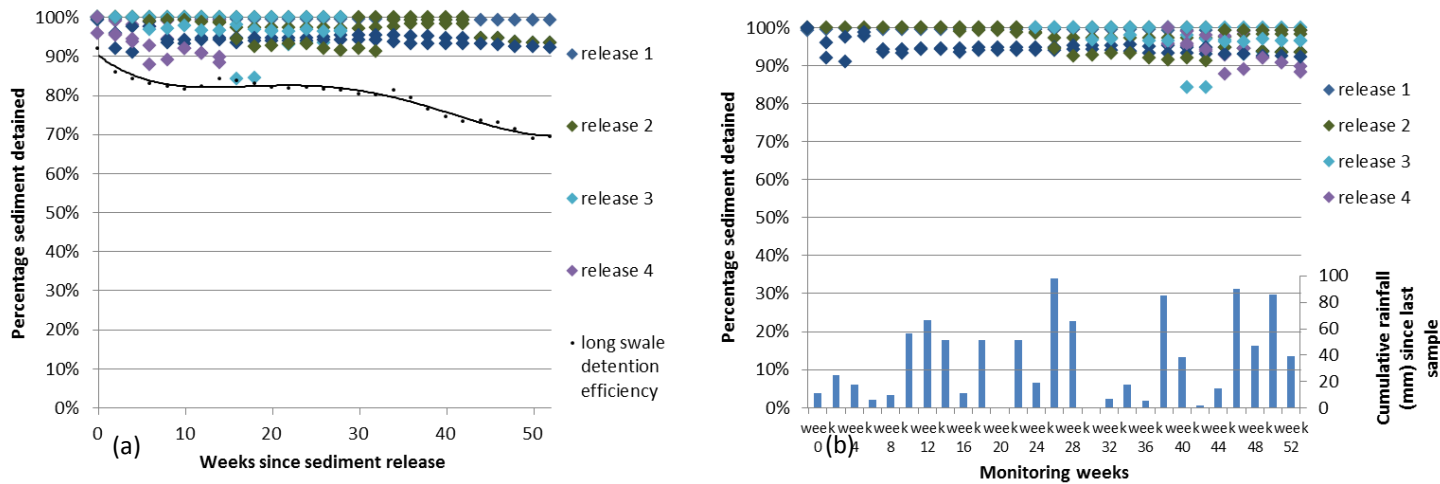 Percentage sediment detained
100%
90%
80%
70%
60%
50%
40%
30%
20%
10%
0%
0
10
20
30
40
50
(a)
Weeks since sediment release
release 1
release 2
release 3
release 4
long swale
detention
efficiency
Percentage sediment detained
100%
90%
80%
70%
60%
50%
40%
30%
20%
10%
0%
week week week week week week week week week week week week week week
0 4 8 12 16 20 24 28 32 36 40 44 48 52
(b)
Monitoring weeks
release 1
release 2
release 3
release 4
100
80
60
40
20
0
Cumulative rainfall
(mm) since last
sample